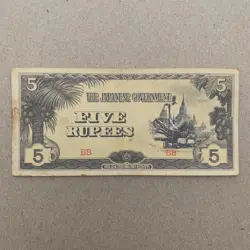 5 5
THE JAPANESE GOVERNMENT
FIVE
RUPEES
BB BB
5 5